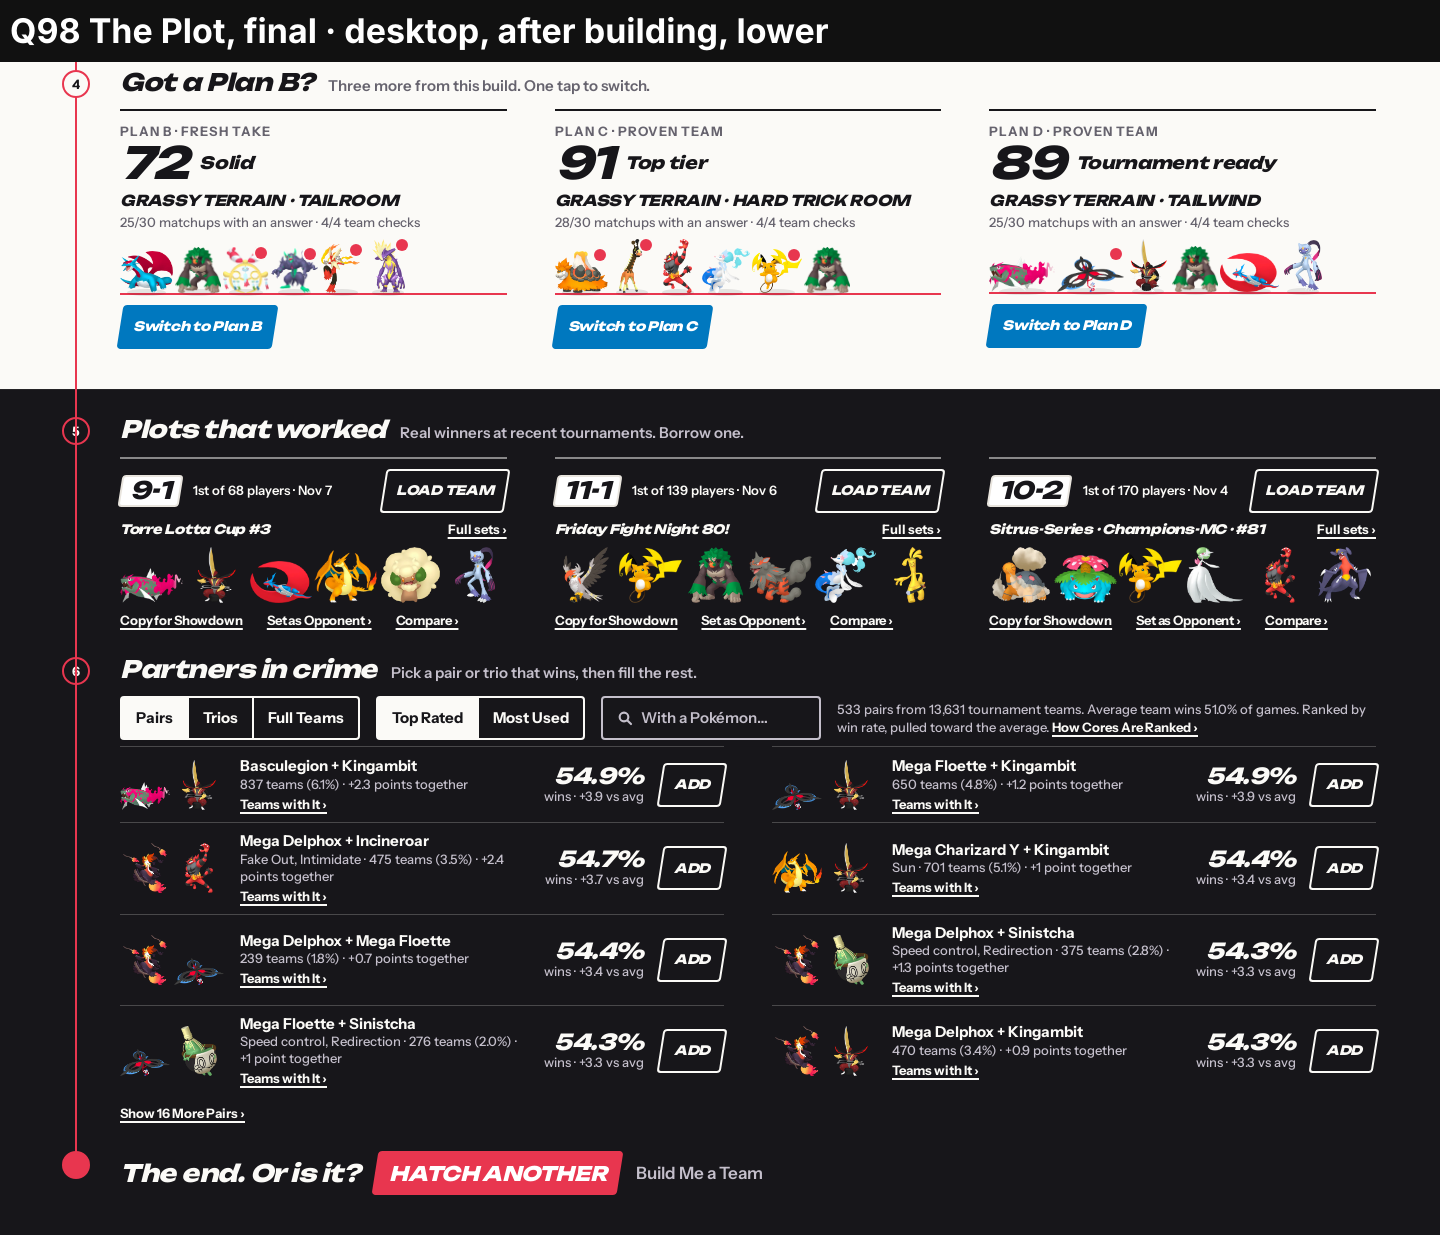 Q98 The Plot, final · desktop, after building, lower
4
Got a Plan B? Three more from this build. One tap to switch.
PLAN B · FRESH TAKE
72 Solid
GRASSY TERRAIN · TAILROOM
25/30 matchups with an answer · 4/4 team checks
Switch to Plan B
PLAN C · PROVEN TEAM
91 Top tier
GRASSY TERRAIN · HARD TRICK ROOM
28/30 matchups with an answer · 4/4 team checks
Switch to Plan C
PLAN D · PROVEN TEAM
89 Tournament ready
GRASSY TERRAIN · TAILWIND
25/30 matchups with an answer · 4/4 team checks
Switch to Plan D
5
Plots that worked Real winners at recent tournaments. Borrow one.
9-1 1st of 68 players · Nov 7 LOAD TEAM
Torre Lotta Cup #3 Full sets ›
Copy for Showdown Set as Opponent › Compare ›
11-1 1st of 139 players · Nov 6 LOAD TEAM
Friday Fight Night 80! Full sets ›
Copy for Showdown Set as Opponent › Compare ›
10-2 1st of 170 players · Nov 4 LOAD TEAM
Sitrus-Series · Champions-MC · #81 Full sets ›
Copy for Showdown Set as Opponent › Compare ›
6
Partners in crime Pick a pair or trio that wins, then fill the rest.
Pairs Trios Full Teams Top Rated Most Used With a Pokémon...
533 pairs from 13,631 tournament teams. Average team wins 51.0% of games. Ranked by
win rate, pulled toward the average. How Cores Are Ranked ›
Basculegion + Kingambit
837 teams (6.1%) · +2.3 points together
Teams with It ›
54.9%
wins · +3.9 vs avg
ADD
Mega Floette + Kingambit
650 teams (4.8%) · +1.2 points together
Teams with It ›
54.9%
wins · +3.9 vs avg
ADD
Mega Delphox + Incineroar
Fake Out, Intimidate · 475 teams (3.5%) · +2.4
points together
Teams with It ›
54.7%
wins · +3.7 vs avg
ADD
Mega Charizard Y + Kingambit
Sun · 701 teams (5.1%) · +1 point together
Teams with It ›
54.4%
wins · +3.4 vs avg
ADD
Mega Delphox + Mega Floette
239 teams (1.8%) · +0.7 points together
Teams with It ›
54.4%
wins · +3.4 vs avg
ADD
Mega Delphox + Sinistcha
Speed control, Redirection · 375 teams (2.8%) ·
+1.3 points together
Teams with It ›
54.3%
wins · +3.3 vs avg
ADD
Mega Floette + Sinistcha
Speed control, Redirection · 276 teams (2.0%) ·
+1 point together
Teams with It ›
54.3%
wins · +3.3 vs avg
ADD
Mega Delphox + Kingambit
470 teams (3.4%) · +0.9 points together
Teams with It ›
54.3%
wins · +3.3 vs avg
ADD
Show 16 More Pairs ›
The end. Or is it? HATCH ANOTHER Build Me a Team